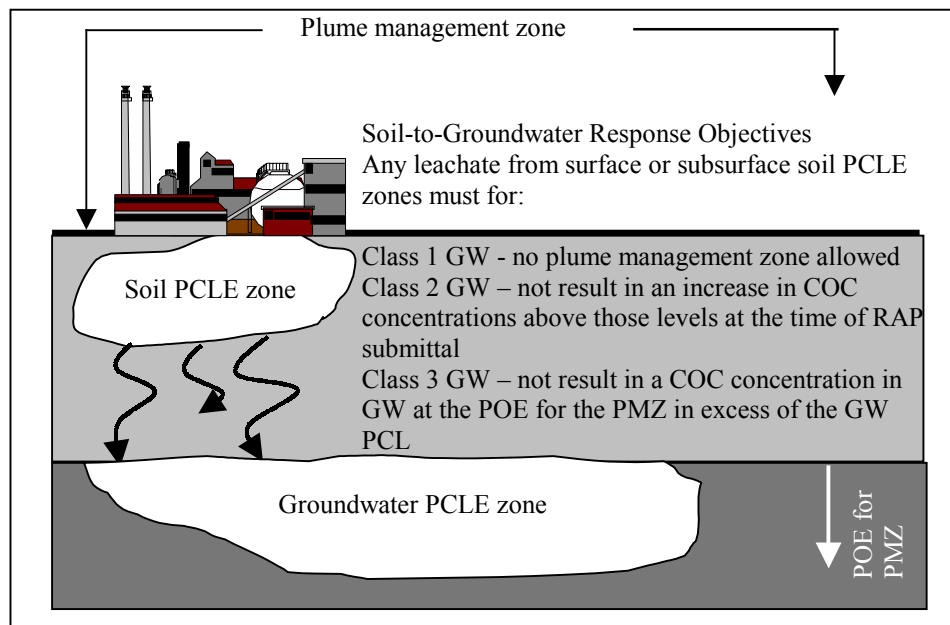 Plume management zone
Soil-to-Groundwater Response Objectives
Any leachate from surface or subsurface soil PCLE
zones must for:
Class 1 GW - no plume management zone allowed
Class 2 GW – not result in an increase in COC
concentrations above those levels at the time of RAP
submittal
Class 3 GW – not result in a COC concentration in
GW at the POE for the PMZ in excess of the GW
PCL
Soil PCLE zone
Groundwater PCLE zone
POE for
PMZ